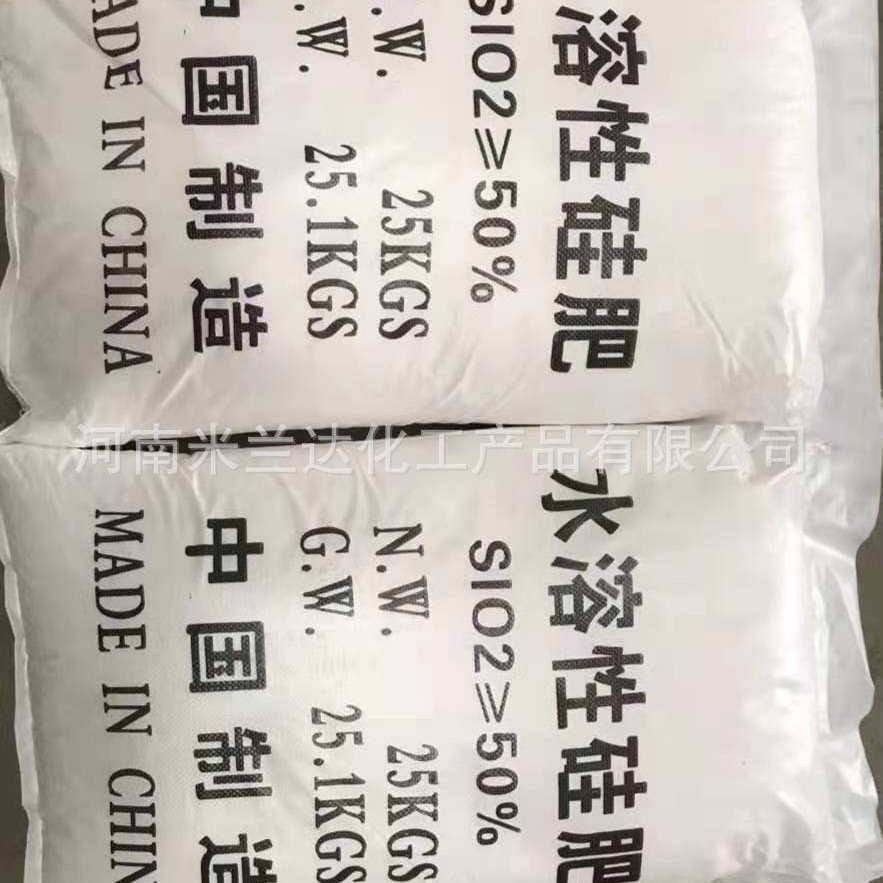 溶性硅肥
SIO2≥50%
.W. 25KGS
.W. 25.1KGS
中国制造
ADE IN CHINA
河南米兰达化工产品有限公司
水溶性硅肥
SIO2≥50%
N.W. 25KGS
G.W. 25.1KGS
中国制造
MADE IN CHIN